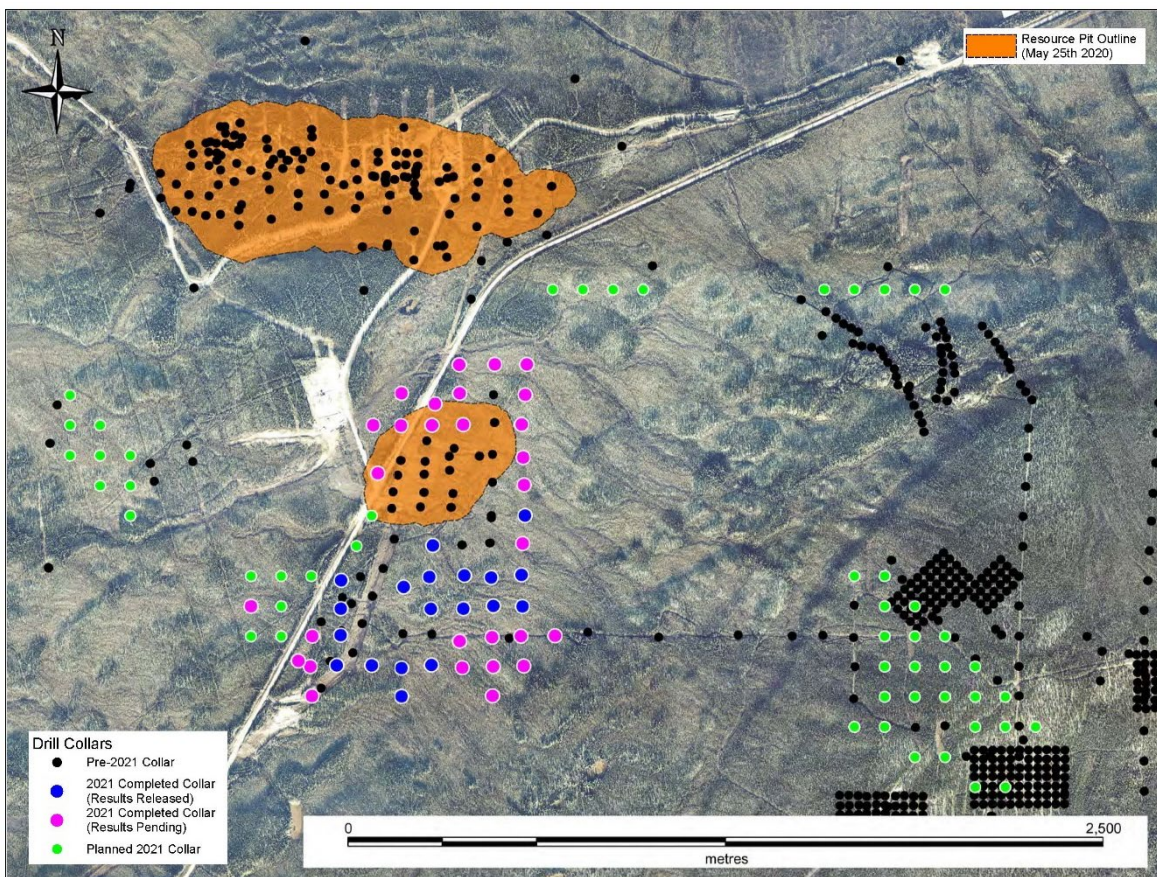 N
Resource Pit Outline
(May 25th 2020)
Drill Collars
Pre-2021 Collar
2021 Completed Collar
(Results Released)
2021 Completed Collar
(Results Pending)
Planned 2021 Collar
0 2,500
metres